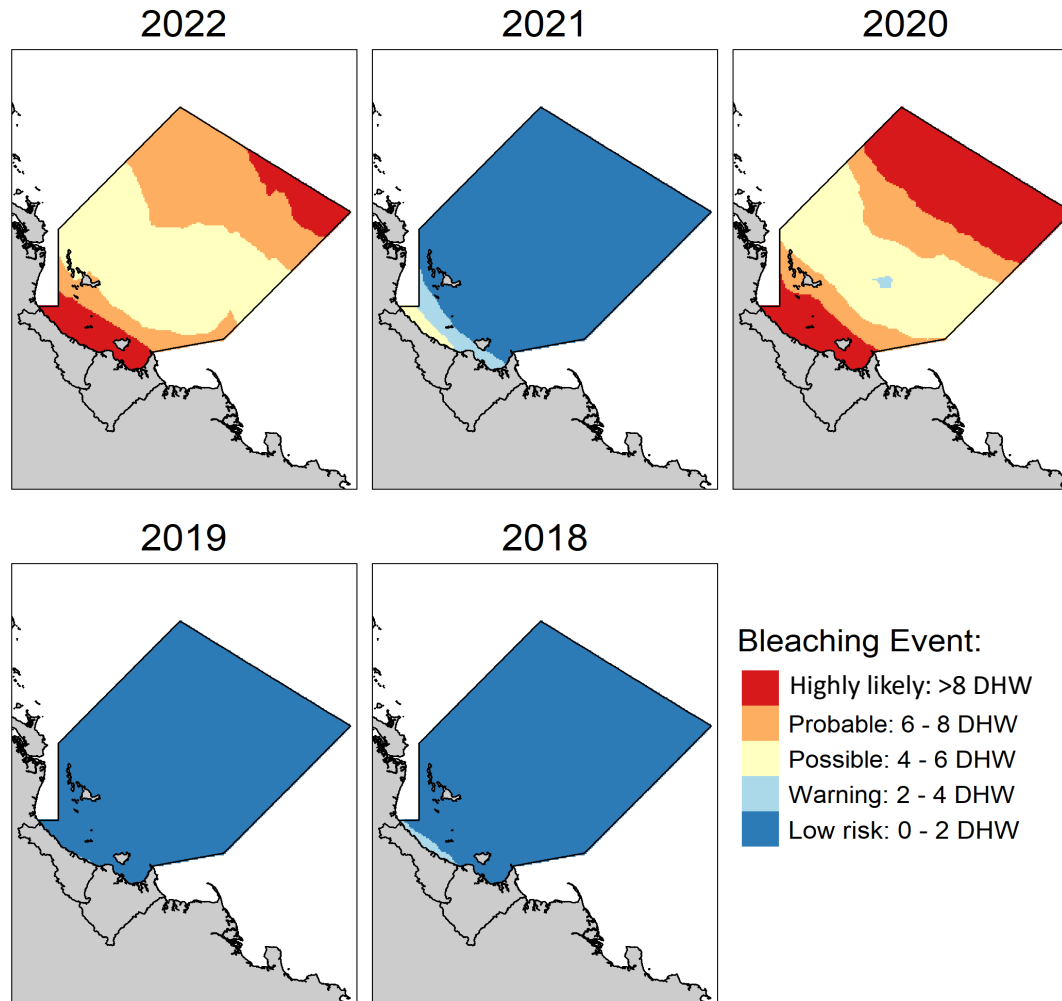 2022
2021
2020
2019
2018
Bleaching Event:
Highly likely: >8 DHW
Probable: 6 - 8 DHW
Possible: 4 - 6 DHW
Warning: 2 - 4 DHW
Low risk: 0 - 2 DHW